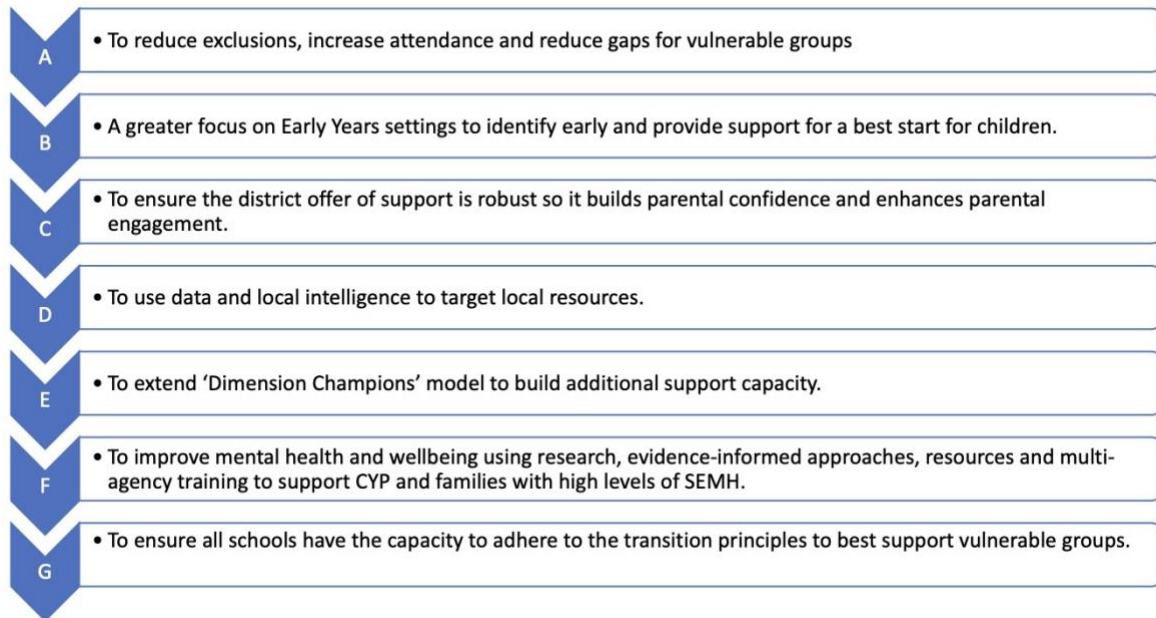 A
• To reduce exclusions, increase attendance and reduce gaps for vulnerable groups
B
• A greater focus on Early Years settings to identify early and provide support for a best start for children.
C
• To ensure the district offer of support is robust so it builds parental confidence and enhances parental
engagement.
D
• To use data and local intelligence to target local resources.
E
• To extend ‘Dimension Champions’ model to build additional support capacity.
F
• To improve mental health and wellbeing using research, evidence-informed approaches, resources and multi-
agency training to support CYP and families with high levels of SEMH.
G
• To ensure all schools have the capacity to adhere to the transition principles to best support vulnerable groups.